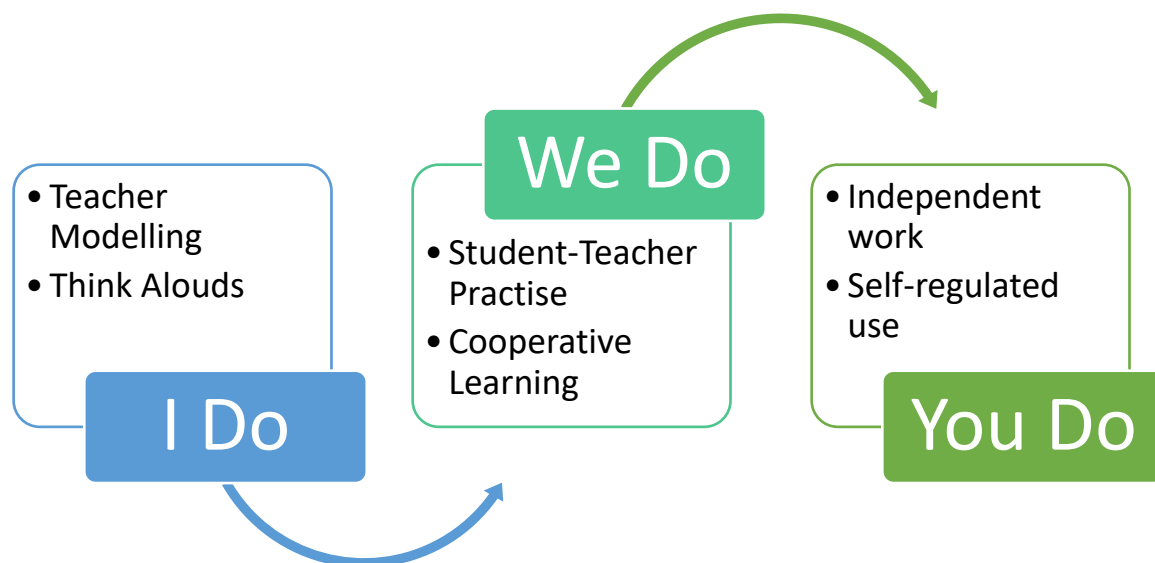 • Teacher
Modelling
• Think Alouds
I Do
We Do
• Student-Teacher
Practise
• Cooperative
Learning
• Independent
work
• Self-regulated
use
You Do